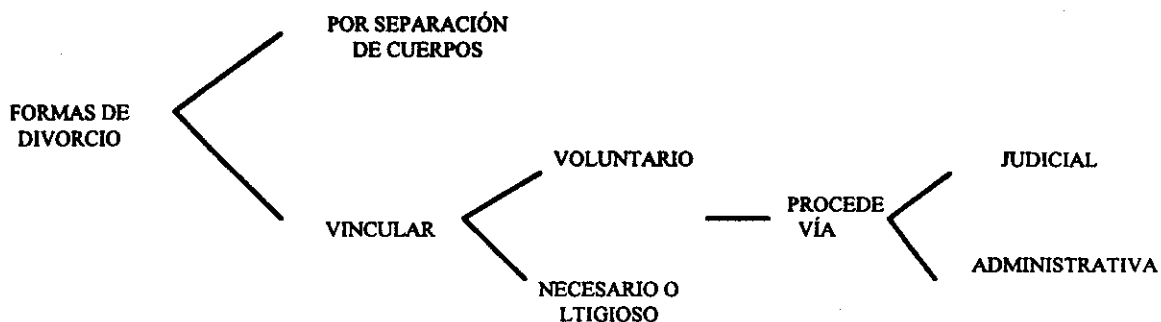 POR SEPARACIÓN
DE CUERPOS
FORMAS DE
DIVORCIO
VOLUNTARIO
JUDICIAL
VINCULAR
PROCEDE
VÍA
NECESARIO O
LTIGIOSO
ADMINISTRATIVA